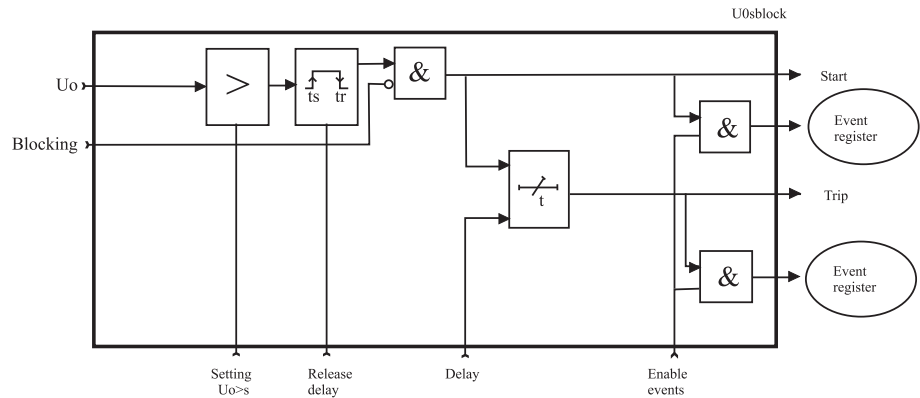 U0sblock
Uo
>
ts tr
&
Start
Event
register
&
Blocking
t
Trip
&
Event
register
Setting
Uo>s
Release
delay
Delay
Enable
events